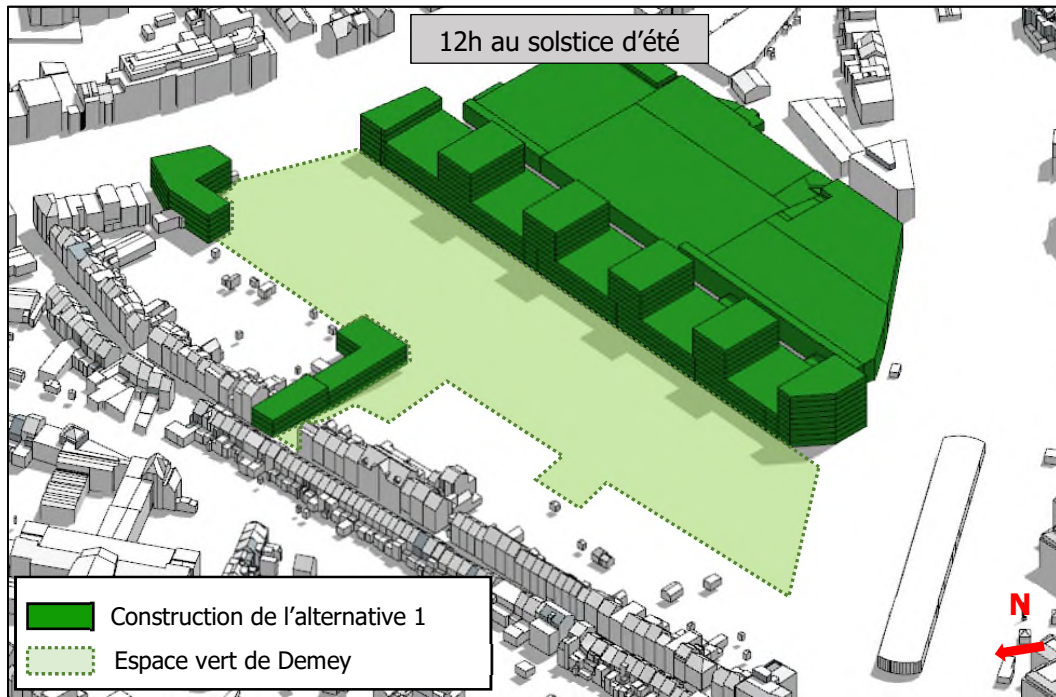 12h au solstice d'été
N
Construction de l'alternative 1
Espace vert de Demey